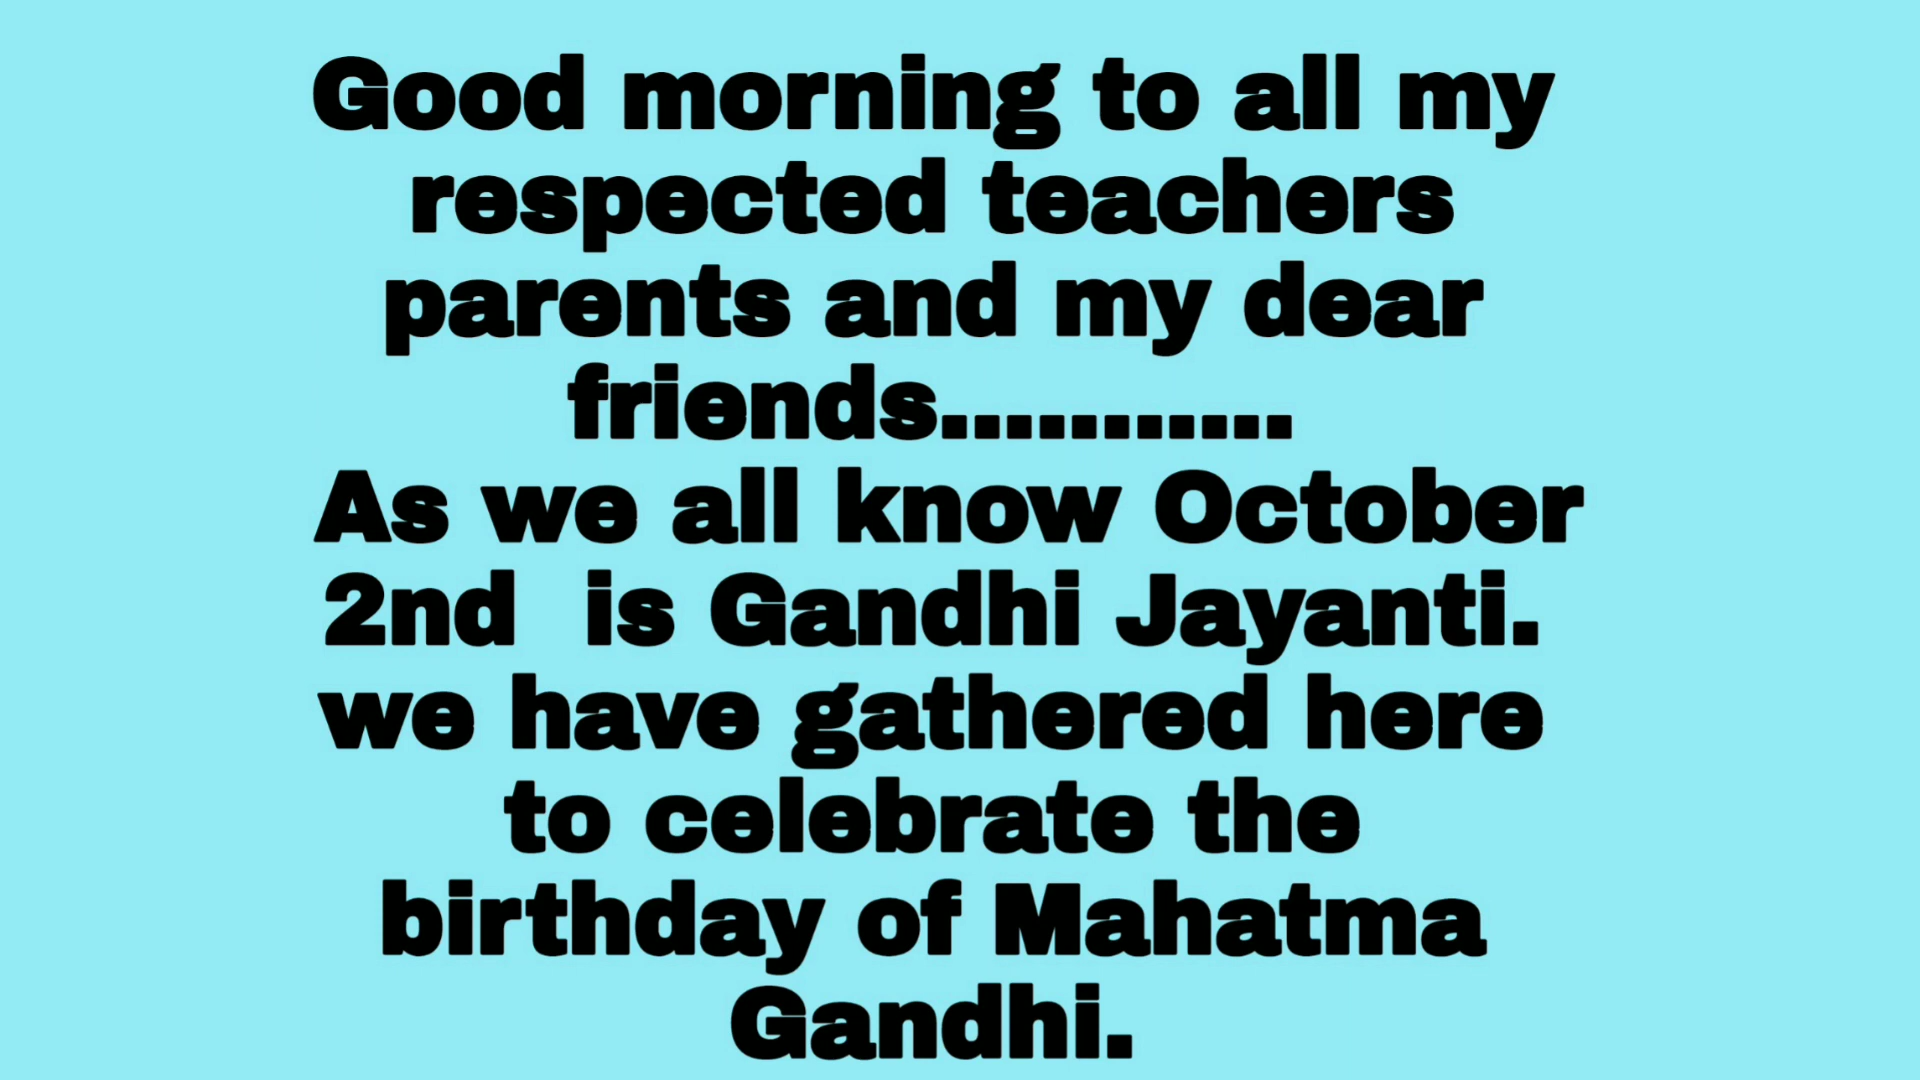 Good morning to all my
respected teachers
parents and my dear
friends...........
As we all know October
2nd  is Gandhi Jayanti.
we have gathered here
to celebrate the
birthday of Mahatma
Gandhi.